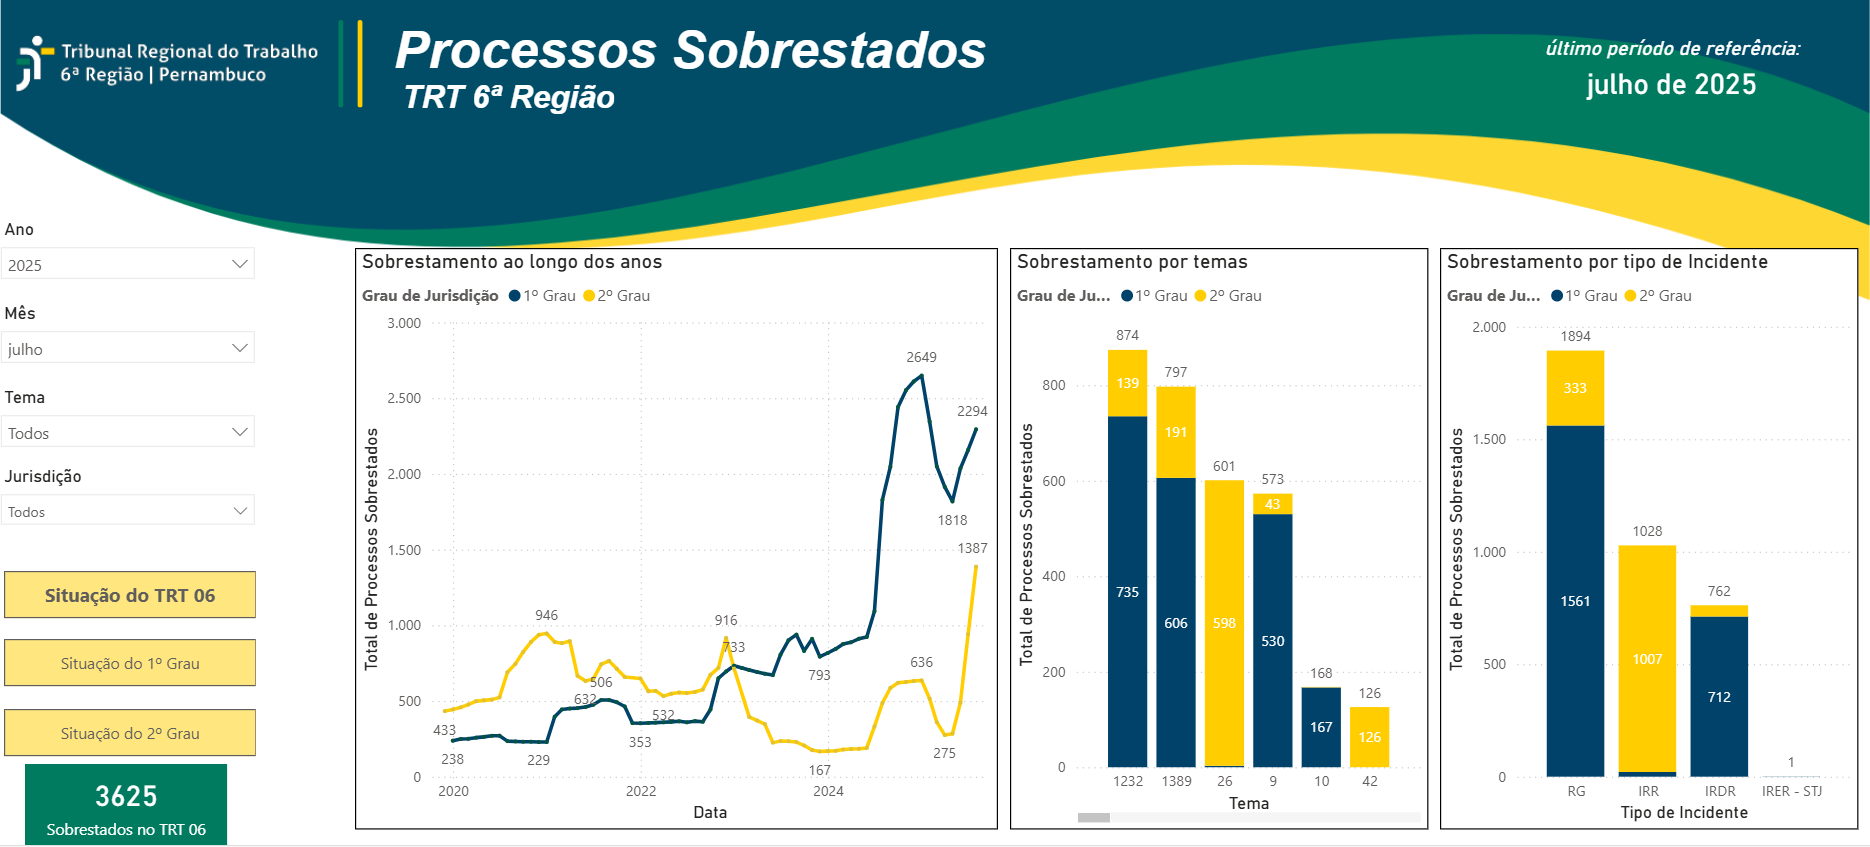 Tribunal Regional do Trabalho
6ª Região | Pernambuco
Processos Sobrestados
TRT 6ª Região
último período de referência:
julho de 2025
Ano
2025
Mês
julho
Tema
Todos
Jurisdição
Todos
Situação do TRT 06
Situação do 1º Grau
Situação do 2º Grau
3625
Sobrestados no TRT 06
Sobrestamento ao longo dos anos
Grau de Jurisdição 1º Grau 2º Grau
Total de Processos Sobrestados
3.000
2.500
2.000
1.500
1.000
500
0
2649
2294
1818
1387
946
916
733
793
636
632
506
532
433
238
229
353
167
275
2020 2022 2024
Data
Sobrestamento por temas
Grau de Ju... 1º Grau 2º Grau
Total de Processos Sobrestados
800
600
400
200
0
874
139
735
797
191
606
601
598
573
43
530
168
167
126
126
1232 1389 26 9 10 42
Tema
Sobrestamento por tipo de Incidente
Grau de Ju... 1º Grau 2º Grau
Total de Processos Sobrestados
2.000
1.500
1.000
500
0
1894
333
1561
1028
1007
762
712
1
RG IRR IRDR IRER - STJ
Tipo de Incidente